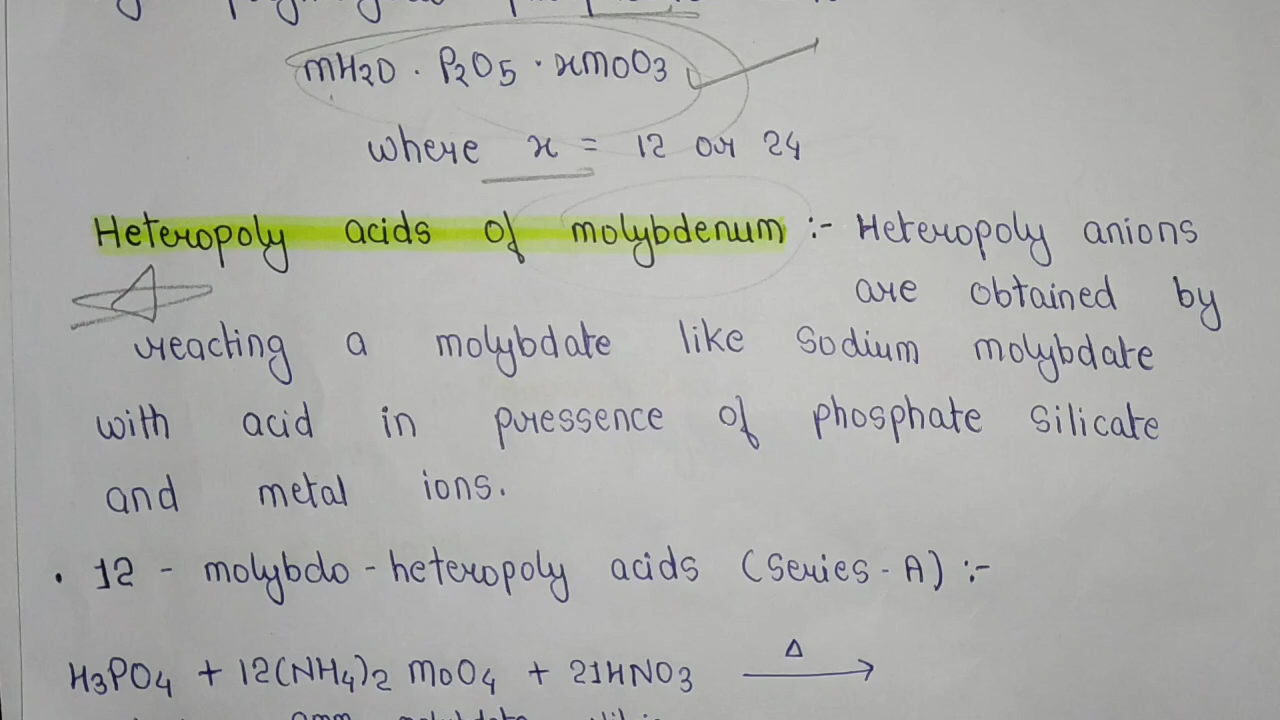 mH2O . P2O5 . xMoO3
where x = 12 or 24
Heteropoly acids of molybdenum :- Heteropoly anions
are obtained by
reacting a molybdate like sodium molybdate
with acid in pressence of phosphate silicate
and metal ions.
. 12 - molybdo - heteropoly acids (Series - A) :-
H3PO4 + 12(NH4)2 MoO4 + 21HNO3 Δ →